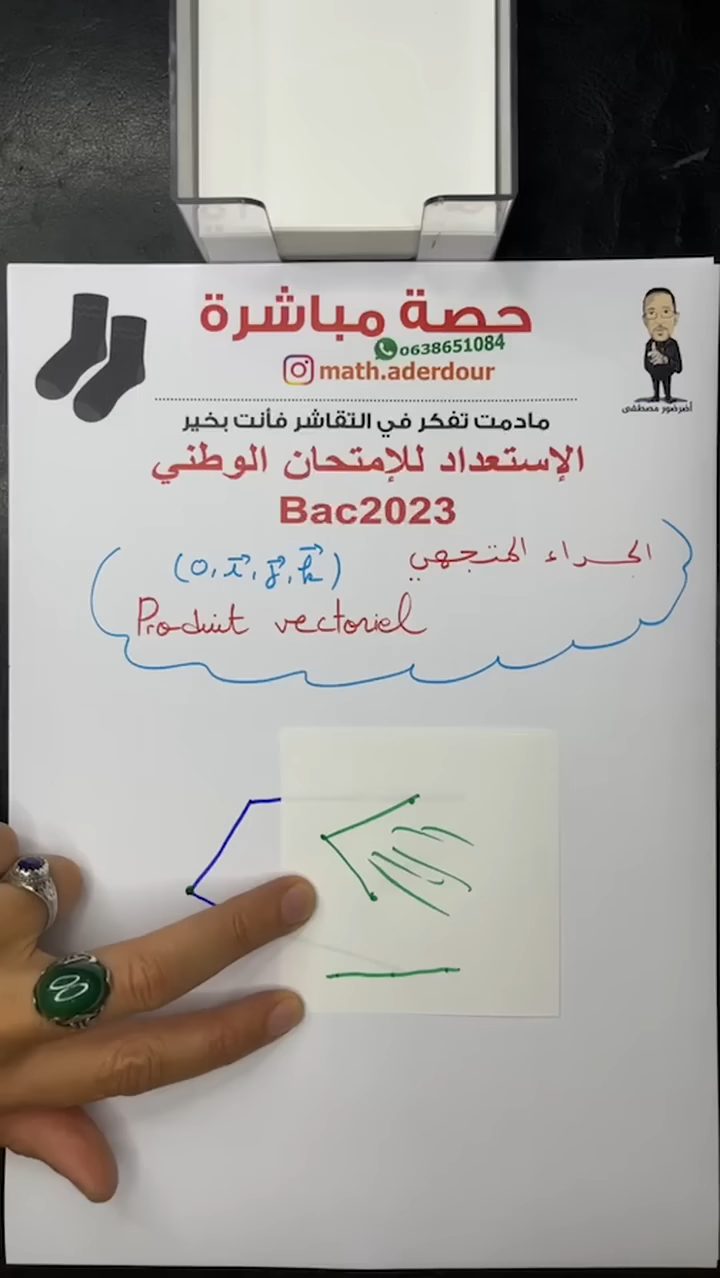 حصة مباشرة
0638651084
math.aderdour
أضرضور مصطفى
مادمت تفكر في التقاشر فأنت بخير
الإستعداد للإمتحان الوطني
Bac2023
الجداء المتجهي
(O, i⃗, j⃗, k⃗)
Produit vectoriel